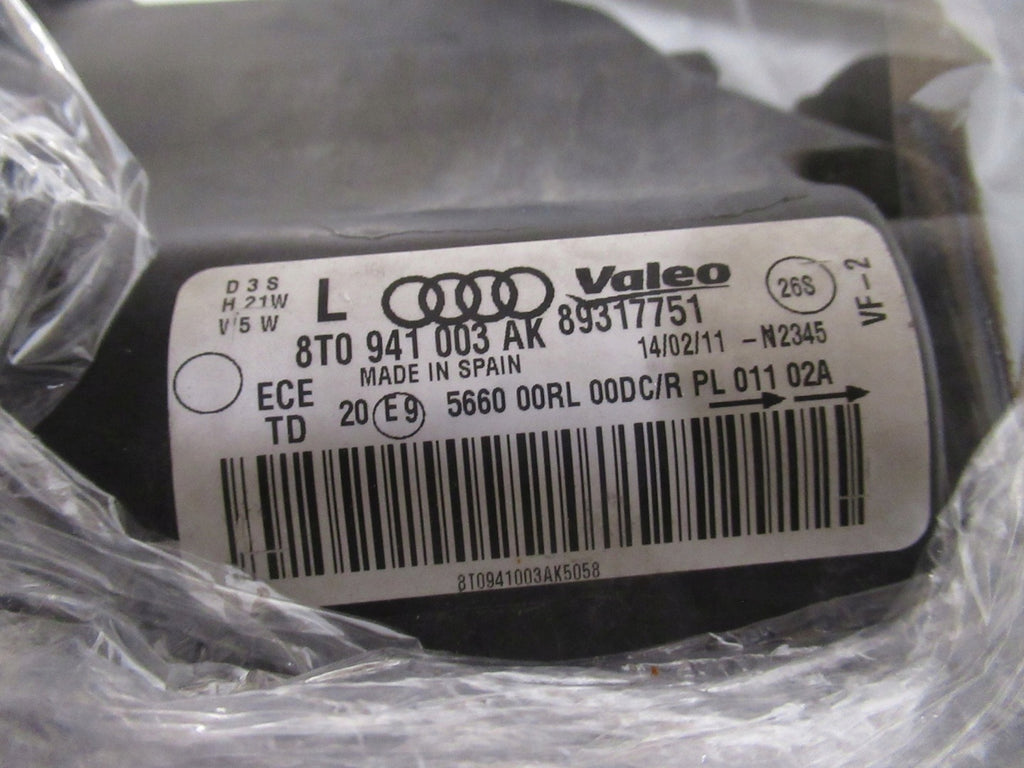 D3S
H 21W
W5W
L
Valeo
26S
VF-2
8T0 941 003 AK 89317751
MADE IN SPAIN
14/02/11 - N2345
ECE
TD
20 E9 5660 00RL 00DC/R PL 011 02A
8T0941003AK5058